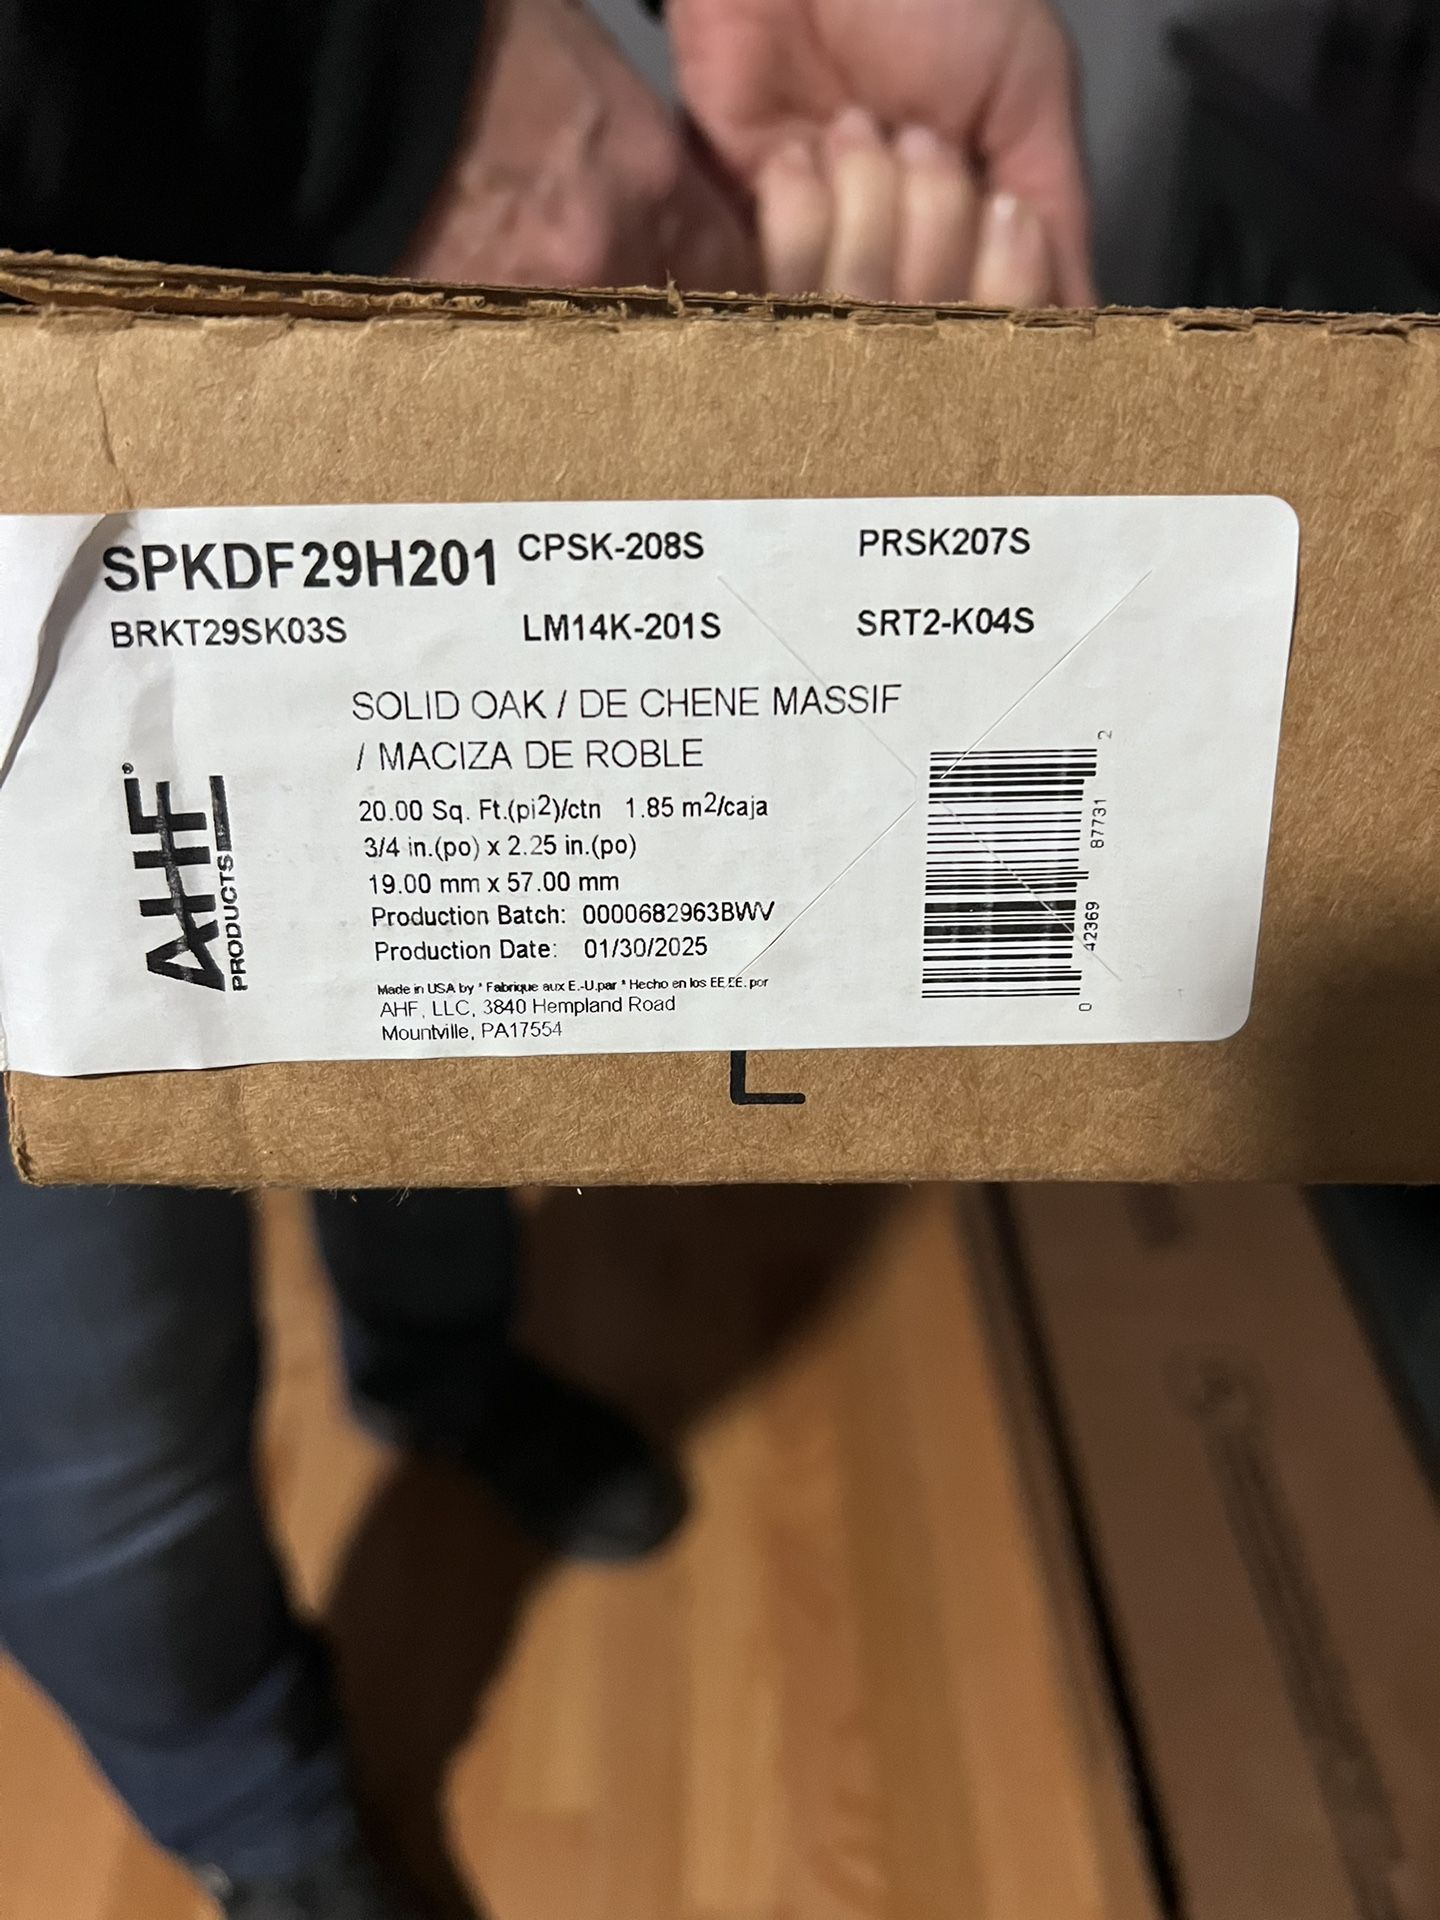 SPKDF29H201 CPSK-208S PRSK207S
BRKT29SK03S LM14K-201S SRT2-K04S
SOLID OAK / DE CHENE MASSIF
/ MACIZA DE ROBLE
20.00 Sq. Ft.(pi2)/ctn 1.85 m2/caja
3/4 in.(po) x 2.25 in.(po)
19.00 mm x 57.00 mm
Production Batch: 0000682963BWV
Production Date: 01/30/2025
Made in USA by * Fabrique aux E.-U.par * Hecho en los EE.EE. por
AHF, LLC, 3840 Hempland Road
Mountville, PA17554
AHF®
PRODUCTS
0 42369 87731 2
L